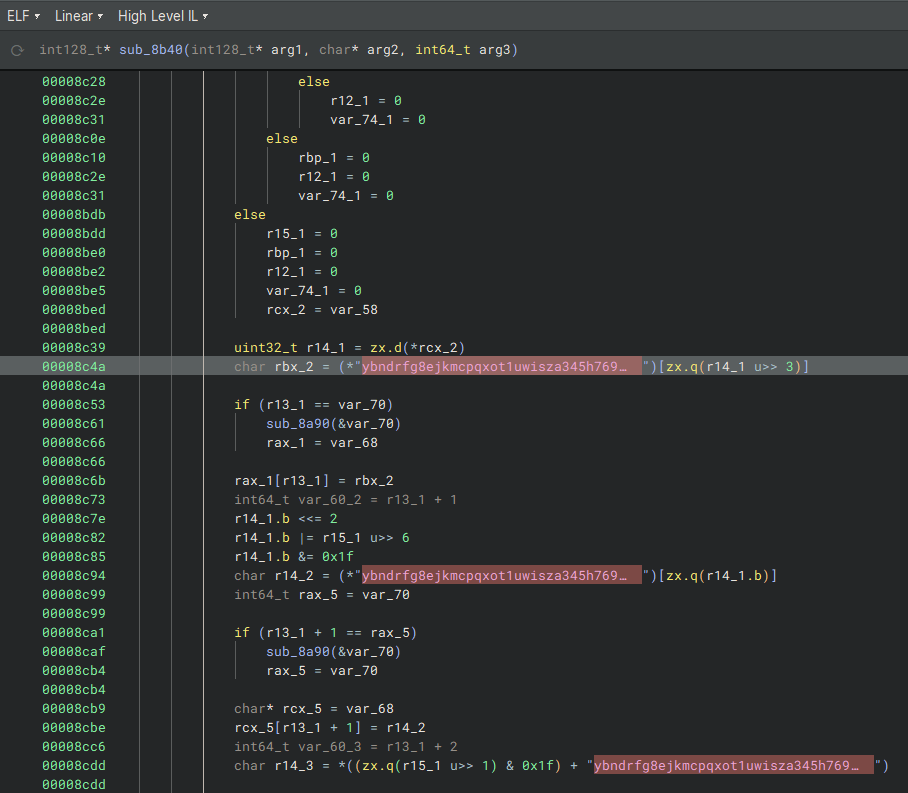 ELF ▾ Linear ▾ High Level IL ▾
int128_t* sub_8b40(int128_t* arg1, char* arg2, int64_t arg3)
00008c28 else
00008c2e r12_1 = 0
00008c31 var_74_1 = 0
00008c0e else
00008c10 rbp_1 = 0
00008c2e r12_1 = 0
00008c31 var_74_1 = 0
00008bdb else
00008bdd r15_1 = 0
00008be0 rbp_1 = 0
00008be2 r12_1 = 0
00008be5 var_74_1 = 0
00008bed rcx_2 = var_58
00008bed
00008c39 uint32_t r14_1 = zx.d(*rcx_2)
00008c4a char rbx_2 = (*"ybndrfg8ejkmcpqxot1uwisza345h769…")[zx.q(r14_1 u>> 3)]
00008c4a
00008c53 if (r13_1 == var_70)
00008c61 sub_8a90(&var_70)
00008c66 rax_1 = var_68
00008c66
00008c6b rax_1[r13_1] = rbx_2
00008c73 int64_t var_60_2 = r13_1 + 1
00008c7e r14_1.b <<= 2
00008c82 r14_1.b |= r15_1 u>> 6
00008c85 r14_1.b &= 0x1f
00008c94 char r14_2 = (*"ybndrfg8ejkmcpqxot1uwisza345h769…")[zx.q(r14_1.b)]
00008c99 int64_t rax_5 = var_70
00008c99
00008ca1 if (r13_1 + 1 == rax_5)
00008caf sub_8a90(&var_70)
00008cb4 rax_5 = var_70
00008cb4
00008cb9 char* rcx_5 = var_68
00008cbe rcx_5[r13_1 + 1] = r14_2
00008cc6 int64_t var_60_3 = r13_1 + 2
00008cdd char r14_3 = *((zx.q(r15_1 u>> 1) & 0x1f) + "ybndrfg8ejkmcpqxot1uwisza345h769…")
00008cdd